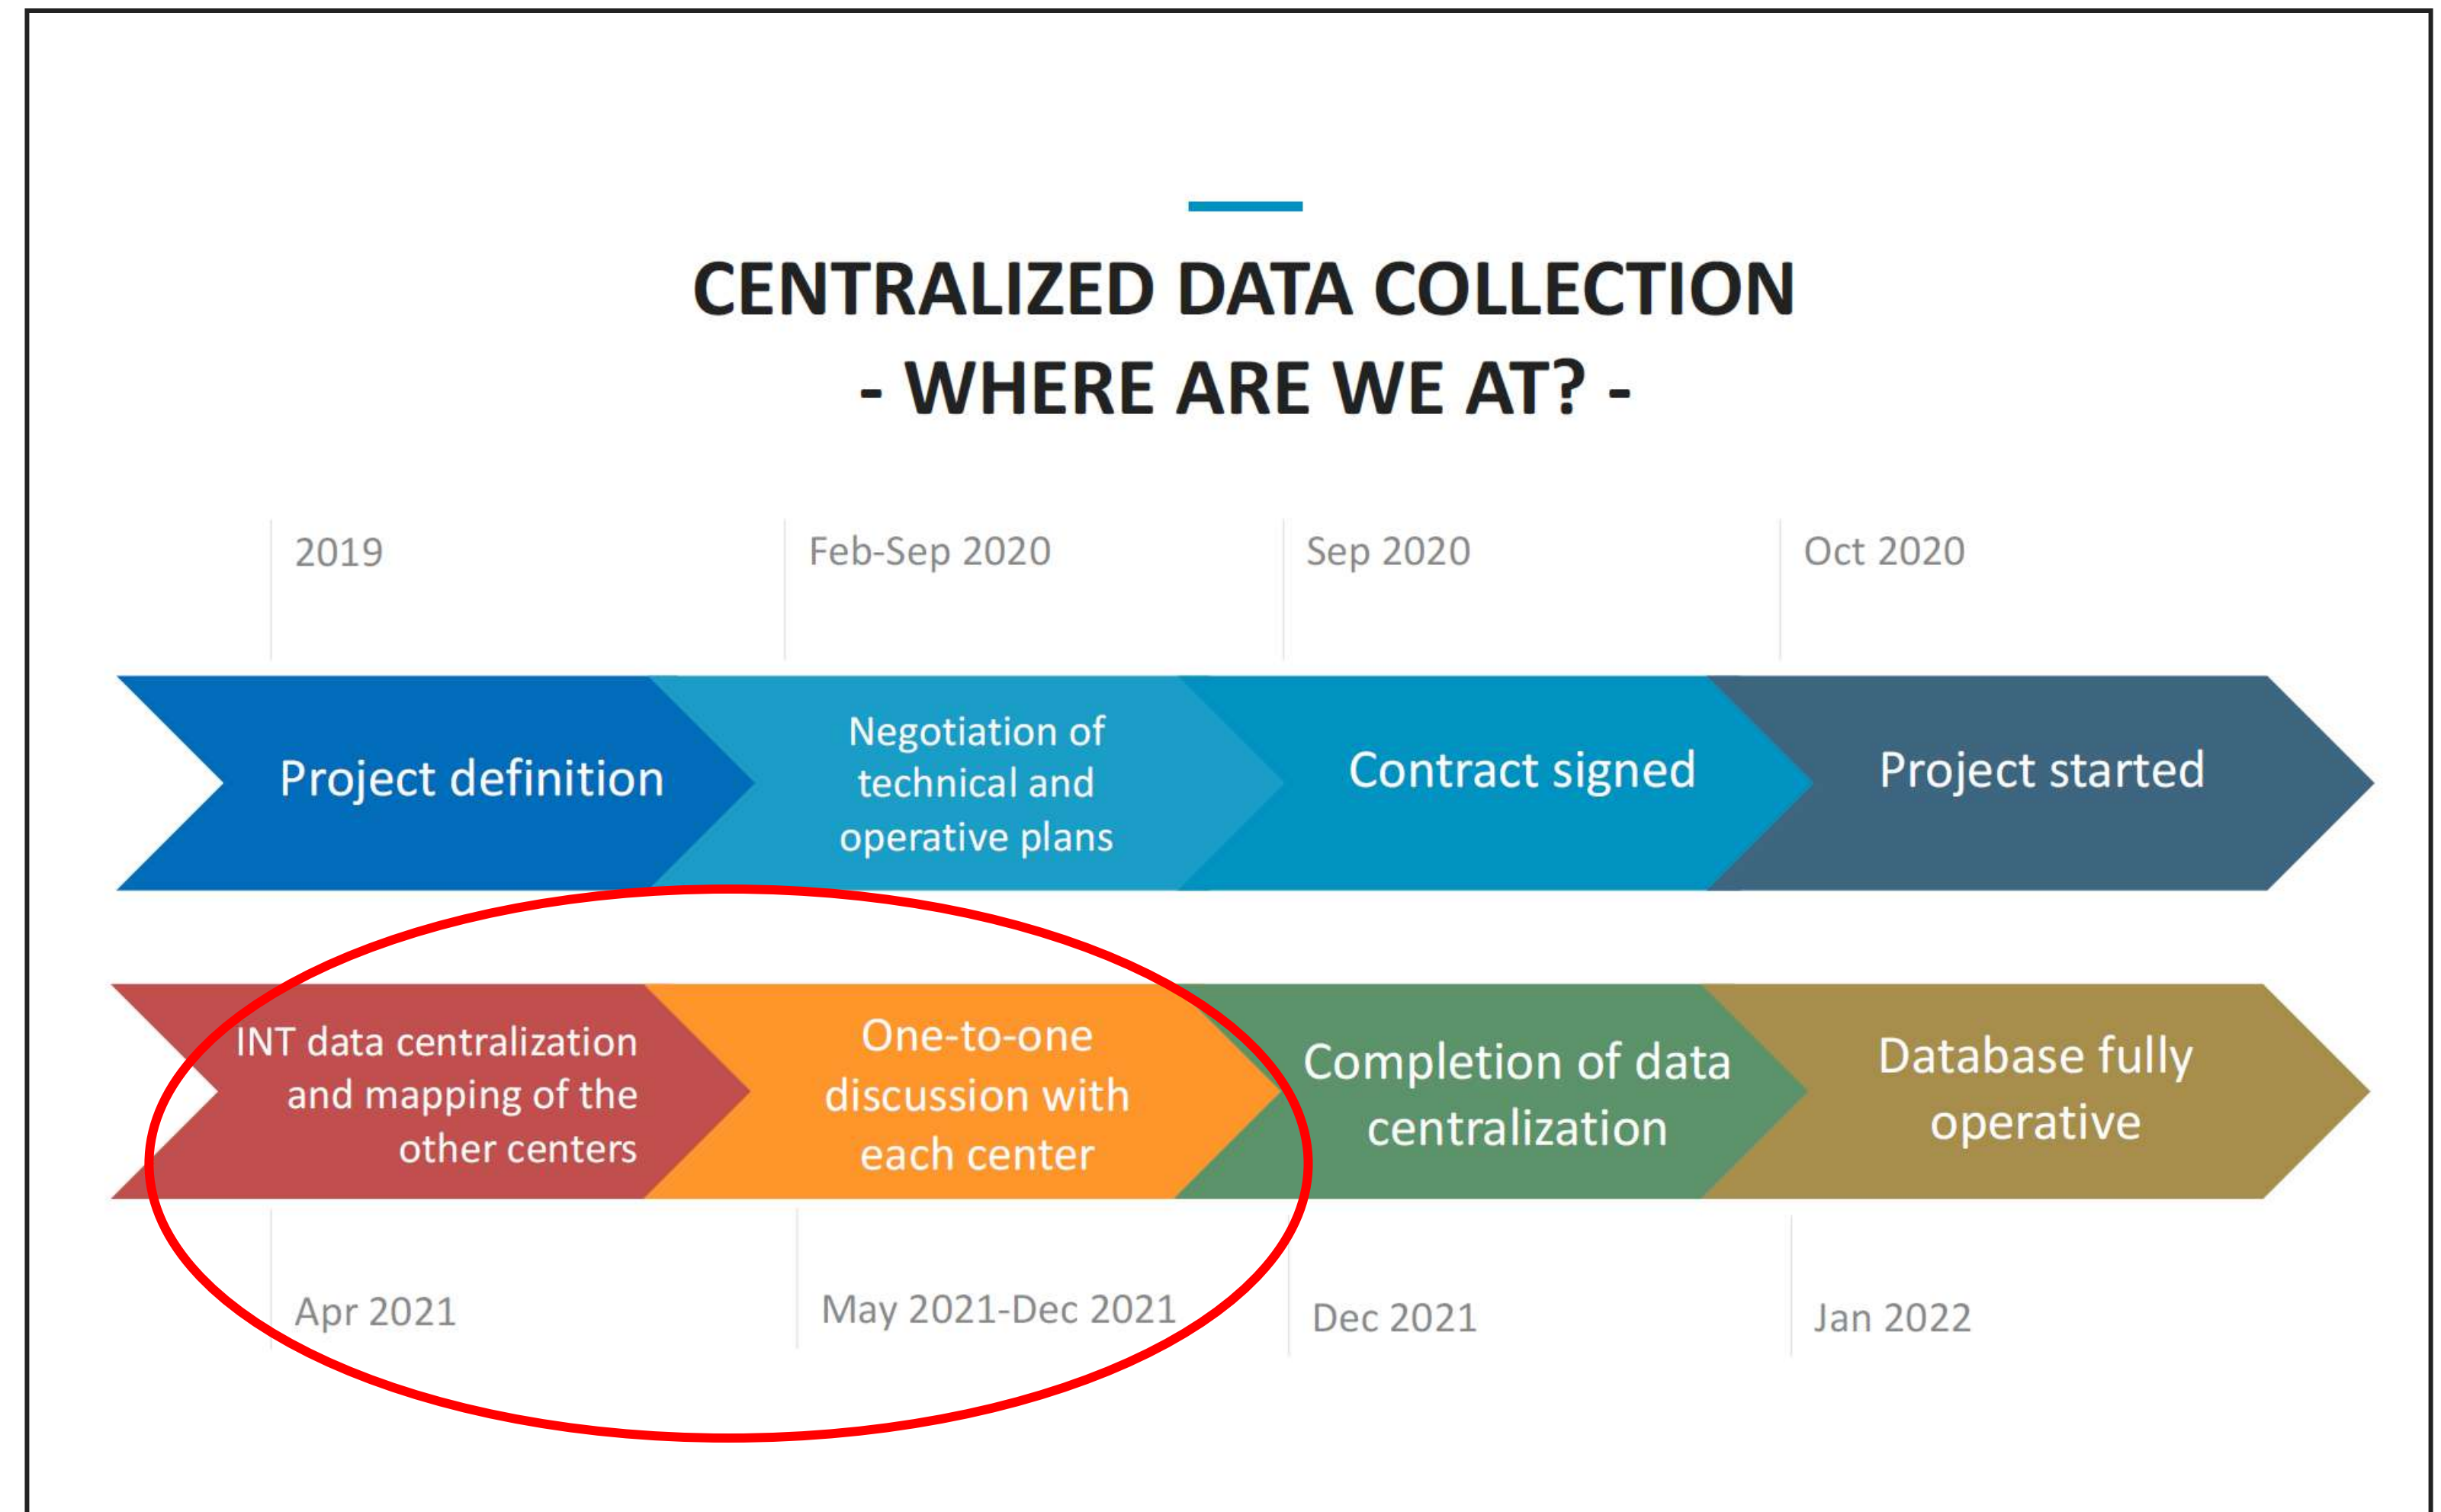 CENTRALIZED DATA COLLECTION
- WHERE ARE WE AT? -
2019
Feb-Sep 2020
Sep 2020
Oct 2020
Project definition
Negotiation of
technical and
operative plans
Contract signed
Project started
INT data centralization
and mapping of the
other centers
One-to-one
discussion with
each center
Completion of data
centralization
Database fully
operative
Apr 2021
May 2021-Dec 2021
Dec 2021
Jan 2022